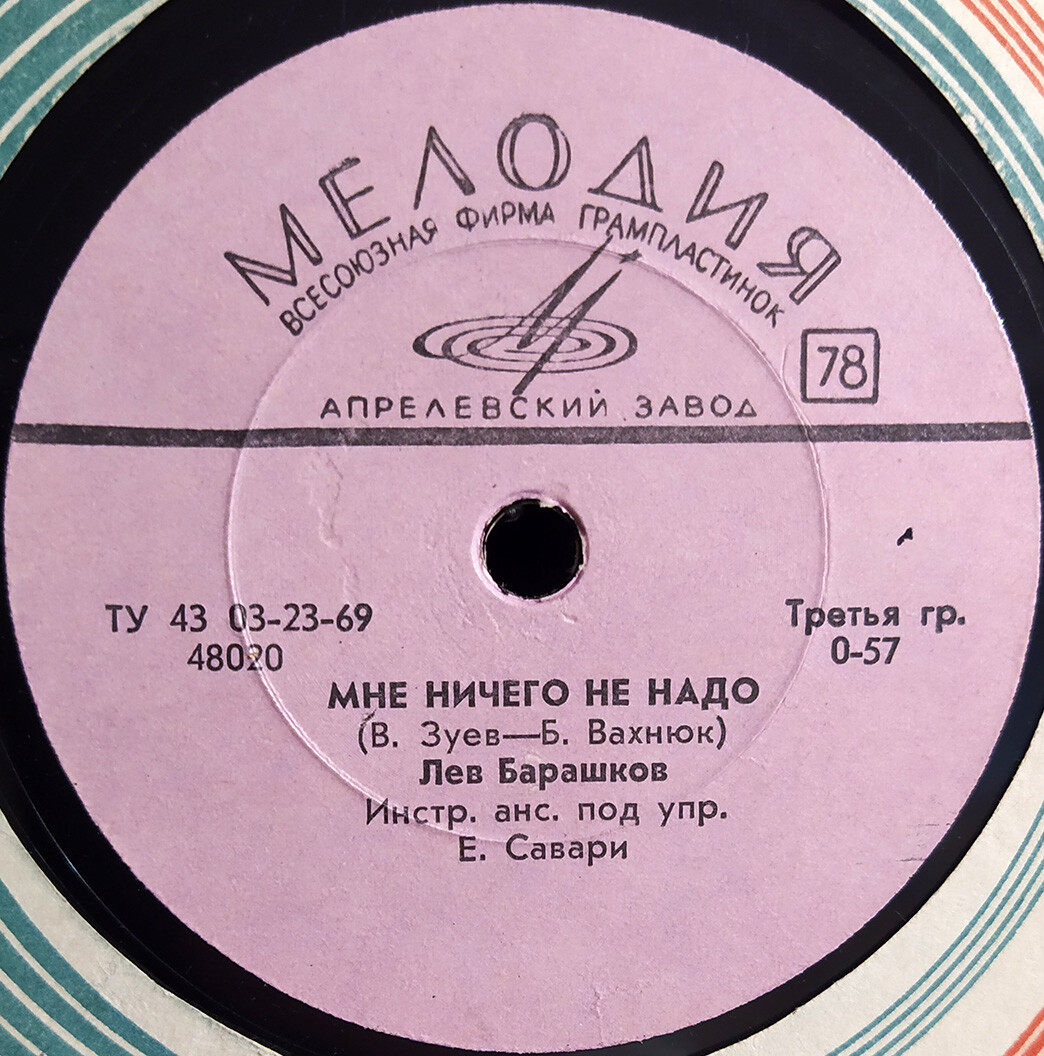 МЕЛОДИЯ
ВСЕСОЮЗНАЯ ФИРМА ГРАМПЛАСТИНОК
78
АПРЕЛЕВСКИЙ ЗАВОД
ТУ 43 03-23-69
48020
Третья гр.
0-57
МНЕ НИЧЕГО НЕ НАДО
(В. Зуев—Б. Вахнюк)
Лев Барашков
Инстр. анс. под упр.
Е. Савари